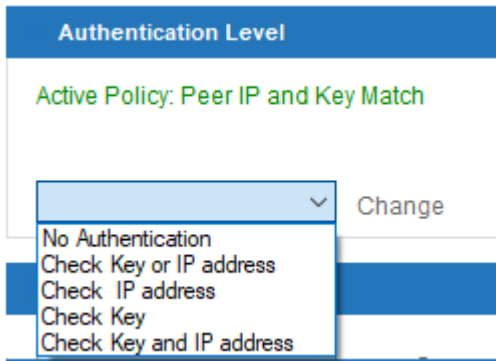 Authentication Level
Active Policy: Peer IP and Key Match
Change
No Authentication
Check Key or IP address
Check  IP address
Check Key
Check Key and IP address